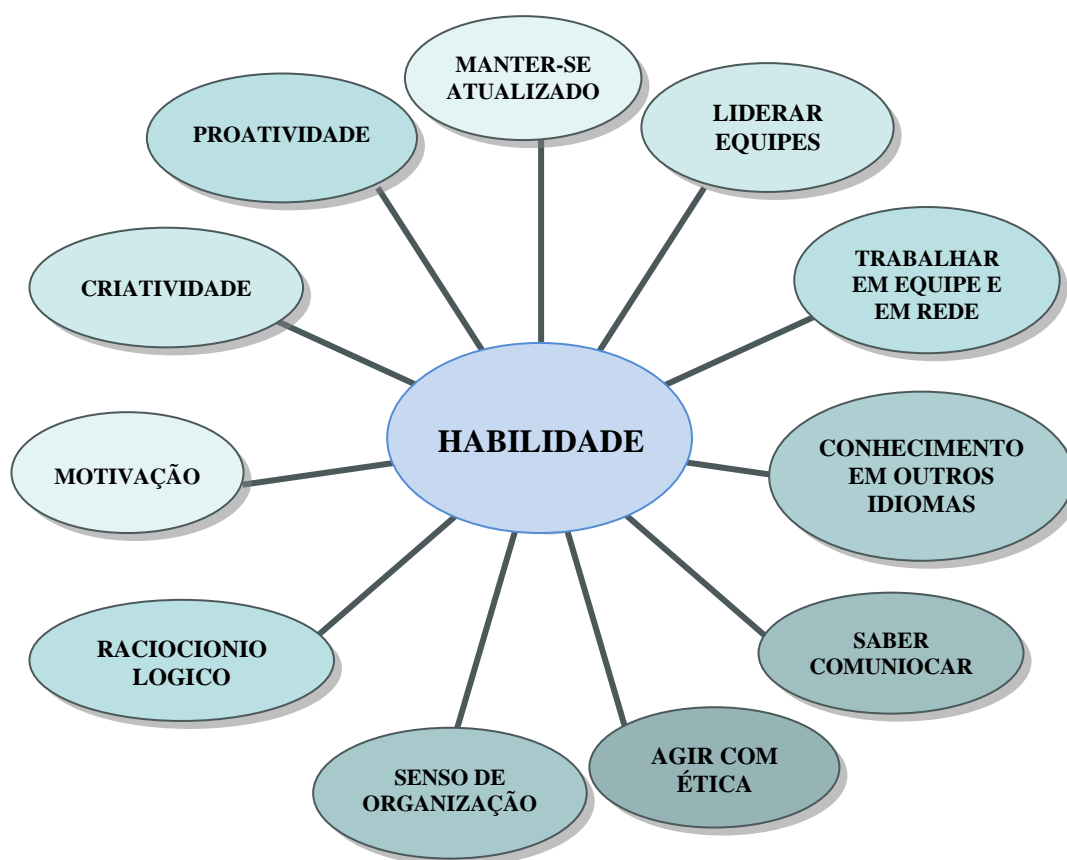 MANTER-SE
ATUALIZADO
LIDERAR
EQUIPES
PROATIVIDADE
TRABALHAR
EM EQUIPE E
EM REDE
CRIATIVIDADE
HABILIDADE
CONHECIMENTO
EM OUTROS
IDIOMAS
MOTIVAÇÃO
SABER
COMUNIOCAR
RACIOCIONIO
LOGICO
AGIR COM
ÉTICA
SENSO DE
ORGANIZAÇÃO